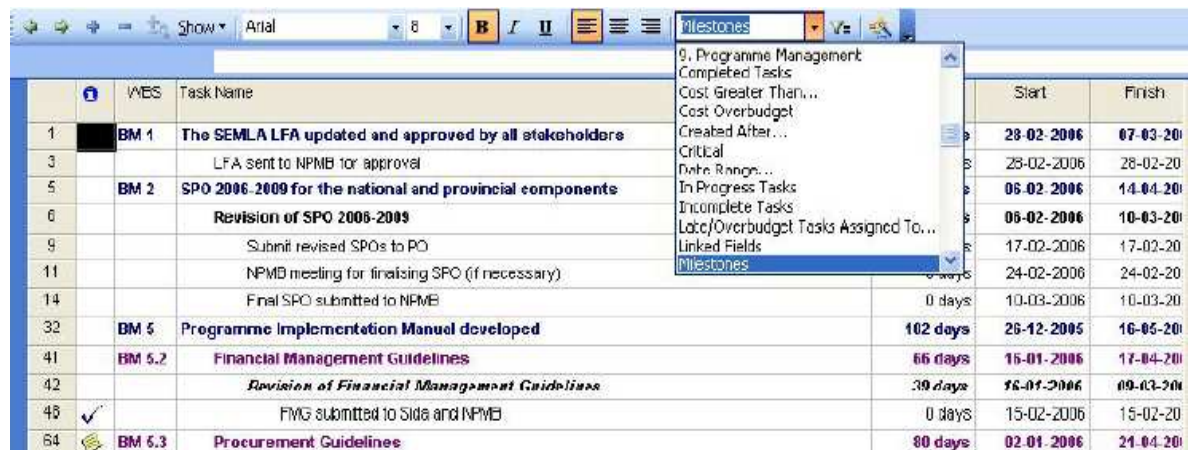 Show Arial 8 B I U Milestones
9. Programme Management
Completed Tasks
Cost Greater Than...
Cost Overbudget
Created After...
Critical
Date Range...
In Progress Tasks
Incomplete Tasks
Late/Overbudget Tasks Assigned To...
Linked Fields
Milestones
WBS Task Name Start Finish
1 BM 1 The SEMLA LFA updated and approved by all stakeholders 28-02-2006 07-03-20
3 LFA sent to NPMB for approval 28-02-2006 28-02-20
5 BM 2 SPO 2006-2009 for the national and provincial components 06-02-2006 14-04-20
6 Revision of SPO 2006-2009 06-02-2006 10-03-20
9 Submit revised SPOs to PO 17-02-2006 17-02-20
11 NPMB meeting for finalising SPO (if necessary) 24-02-2006 24-02-20
14 Final SPO submitted to NPMB 0 days 10-03-2006 10-03-20
32 BM 5 Programme Implementation Manual developed 102 days 26-12-2005 16-05-20
41 BM 5.2 Financial Management Guidelines 66 days 16-01-2006 17-04-20
42 Revision of Financial Management Guidelines 39 days 16-01-2006 09-03-20
48 FMG submitted to Sida and NPMB 0 days 15-02-2006 15-02-20
64 BM 5.3 Procurement Guidelines 80 days 02-01-2006 21-04-20